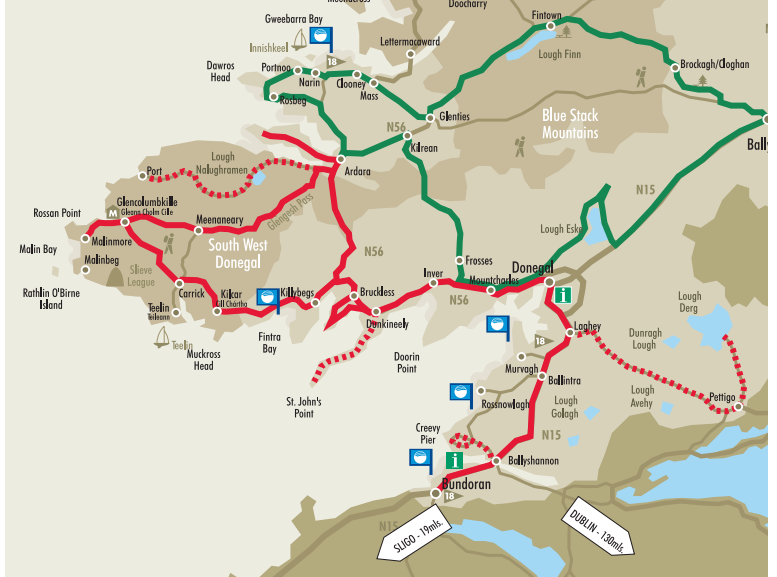 Doocharry
Gweebarra Bay
Fintown
Innishkeel
Lettermacaward
Lough Finn
18
Dawros
Head
Portnoo
Narin
Clooney
Mass
Brockagh/Cloghan
Rosbeg
Glenties
Blue Stack
Mountains
N56
Kilrean
Bally
Lough
Nalughraman
Port
Ardara
N15
Glencolumbkille
Gleann Cholm Cille
Glengesh Pass
Rossan Point
M
Meenaneary
Lough Eske
Malinmore
South West
Donegal
Malin Bay
Malinbeg
N56
Slieve
League
Frosses
Donegal
Rathlin O'Birne
Island
Carrick
Kilcar
Cill Chártha
Killybegs
Bruckless
Inver
Mountcharles
N56
i
Lough
Derg
Teelin
Teileann
Dunkineely
Teelin
Fintra
Bay
Laghey
Dunragh
Lough
18
Muckross
Head
Doorin
Point
Murvagh
Ballintra
St. John's
Point
Rossnowlagh
Lough
Golagh
Lough
Avehy
Pettigo
Creevy
Pier
N15
i
Ballyshannon
Bundoran
18
N15
SLIGO - 19mls.
DUBLIN - 130mls.